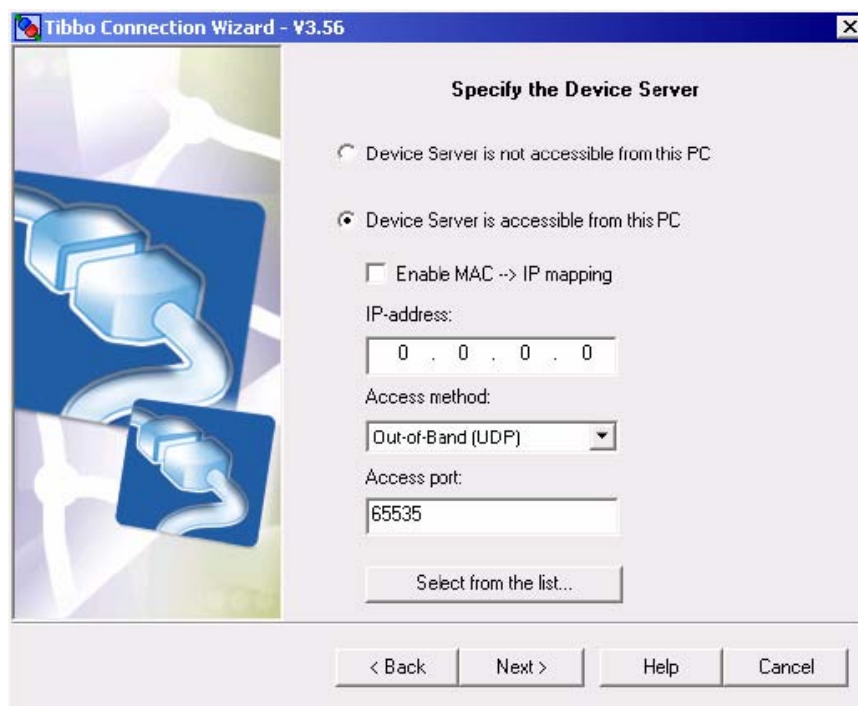 Tibbo Connection Wizard - V3.56
Specify the Device Server
Device Server is not accessible from this PC
Device Server is accessible from this PC
Enable MAC --> IP mapping
IP-address:
0 . 0 . 0 . 0
Access method:
Out-of-Band (UDP)
Access port:
65535
Select from the list...
< Back Next > Help Cancel